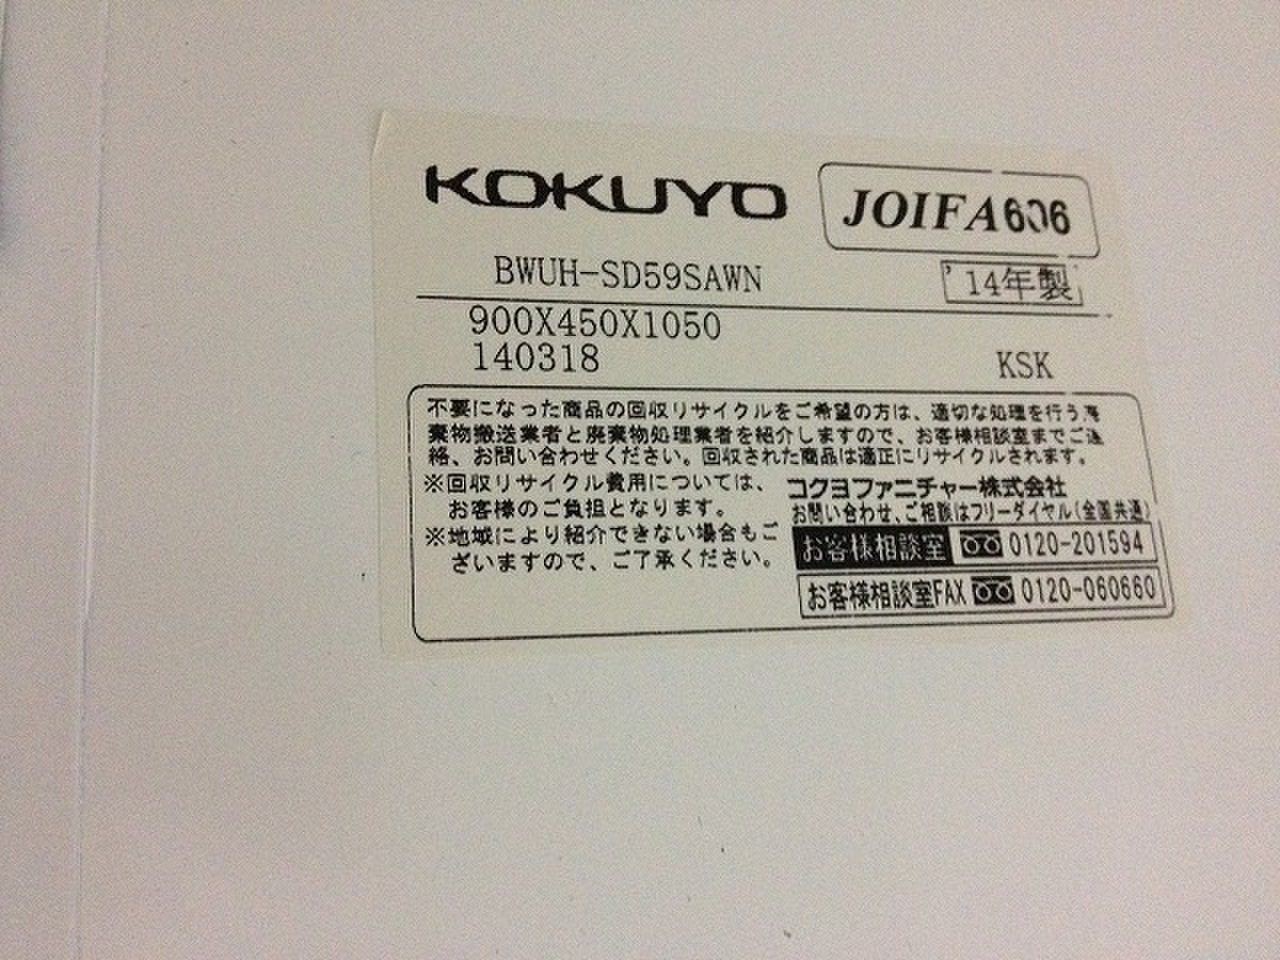 KOKUYO
JOIFA606
BWUH-SD59SAWN
'14年製
900X450X1050
140318
KSK
不要になった商品の回収リサイクルをご希望の方は、適切な処理を行う廃
棄物搬送業者と廃棄物処理業者を紹介しますので、お客様相談室までご連
絡、お問い合わせください。回収された商品は適正にリサイクルされます。
※回収リサイクル費用については、
お客様のご負担となります。
※地域により紹介できない場合もご
ざいますので、ご了承ください。
コクヨファニチャー株式会社
お問い合わせ、ご相談はフリーダイヤル(全国共通)
お客様相談室 0120-201594
お客様相談室FAX 0120-060660